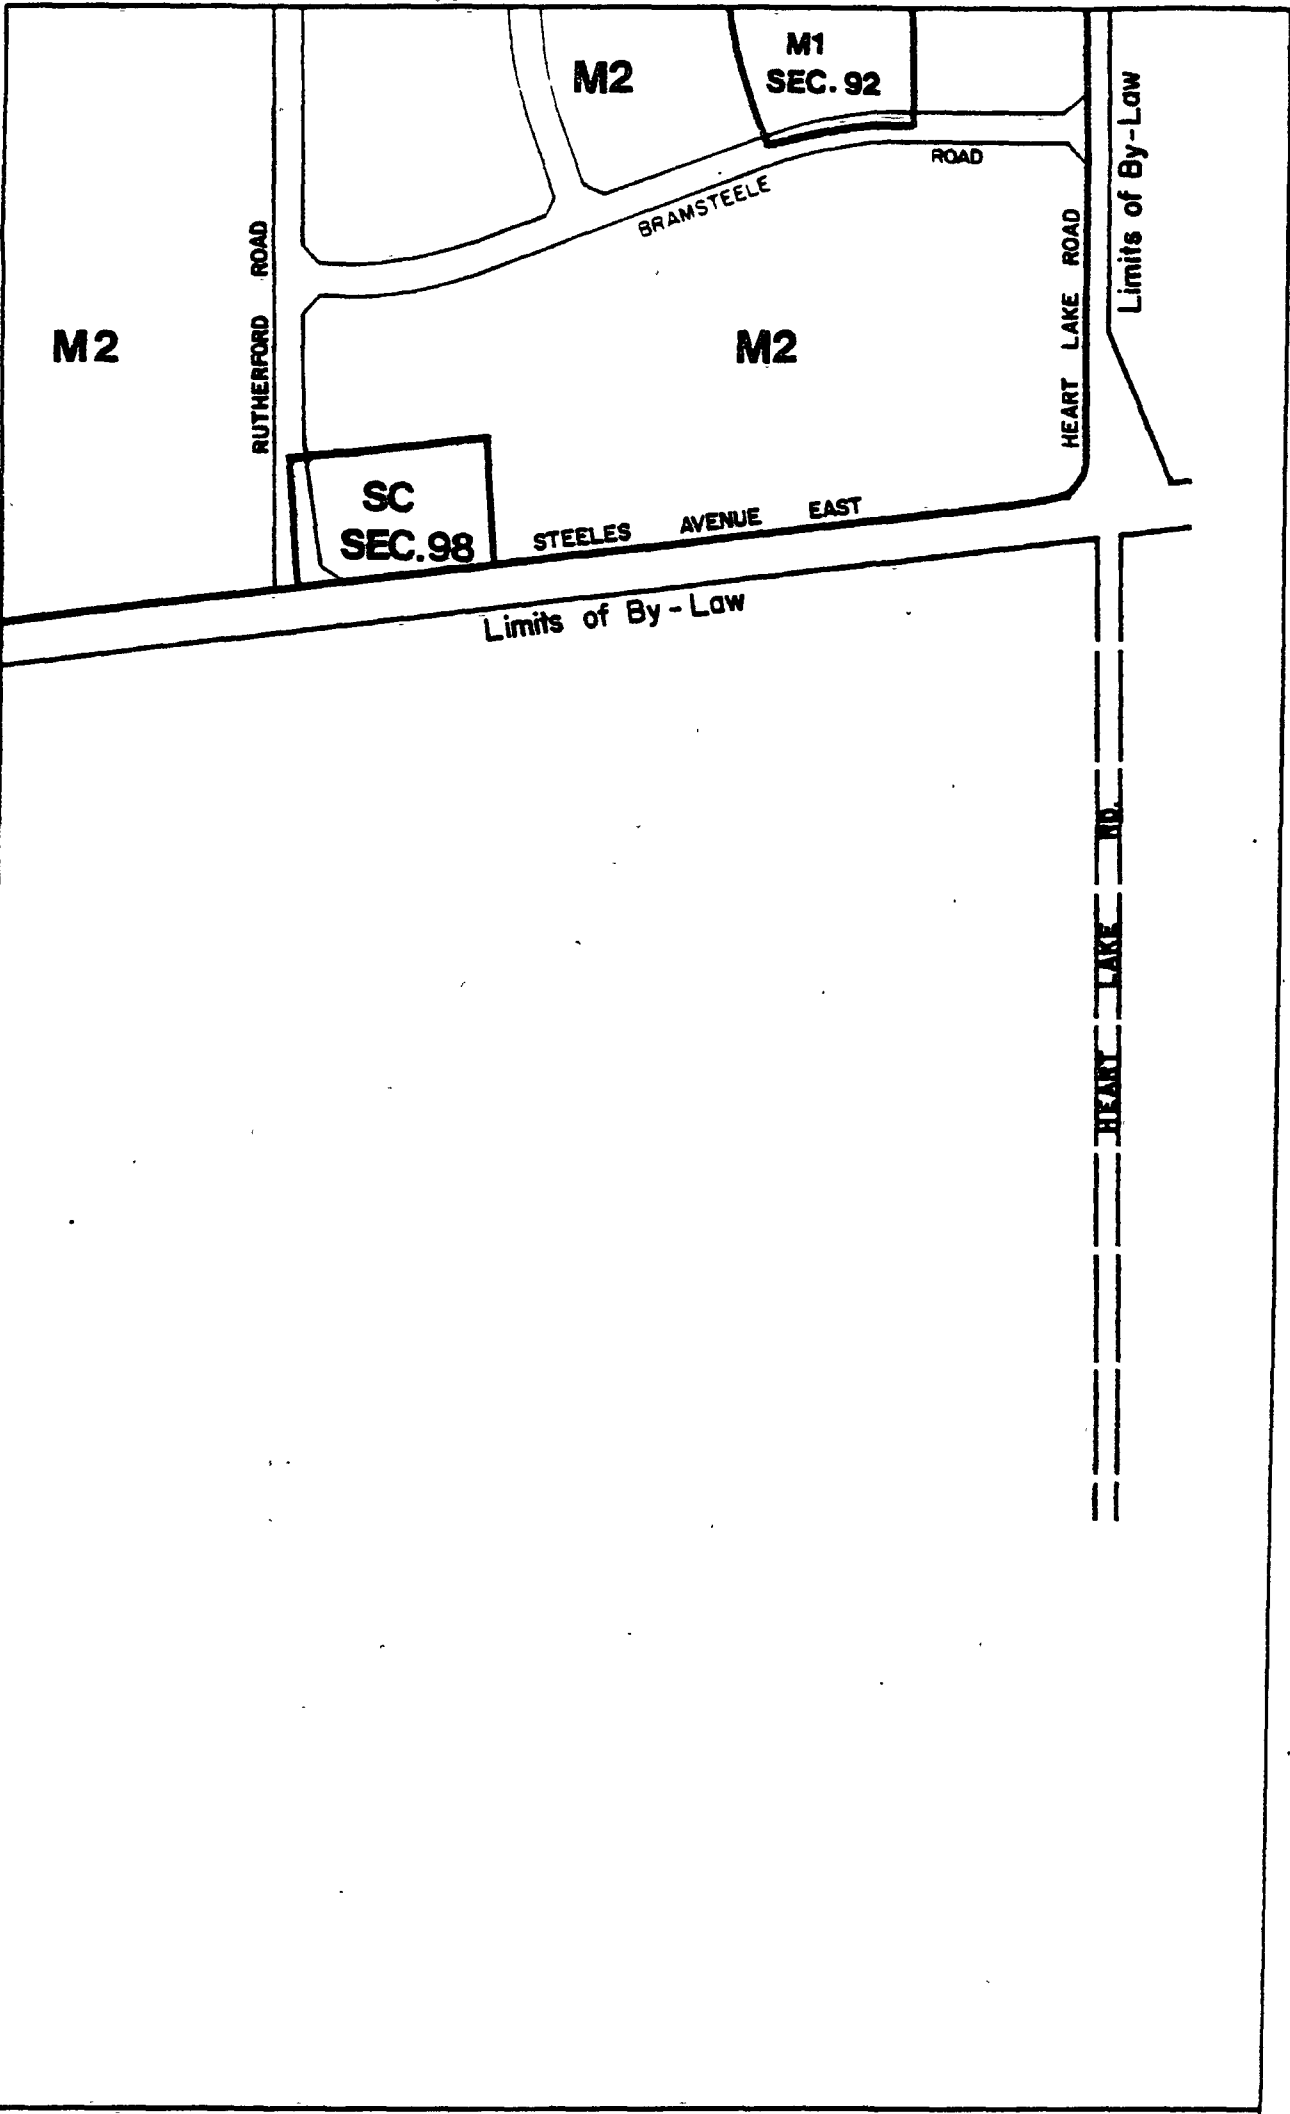 M1
SEC. 92
M2
Limits of By-Law
ROAD
BRAMSTEELE
RUTHERFORD ROAD
HEART LAKE ROAD
M2
M2
SC
SEC. 98
STEELES AVENUE EAST
Limits of By-Law
HEART LAKE RD.